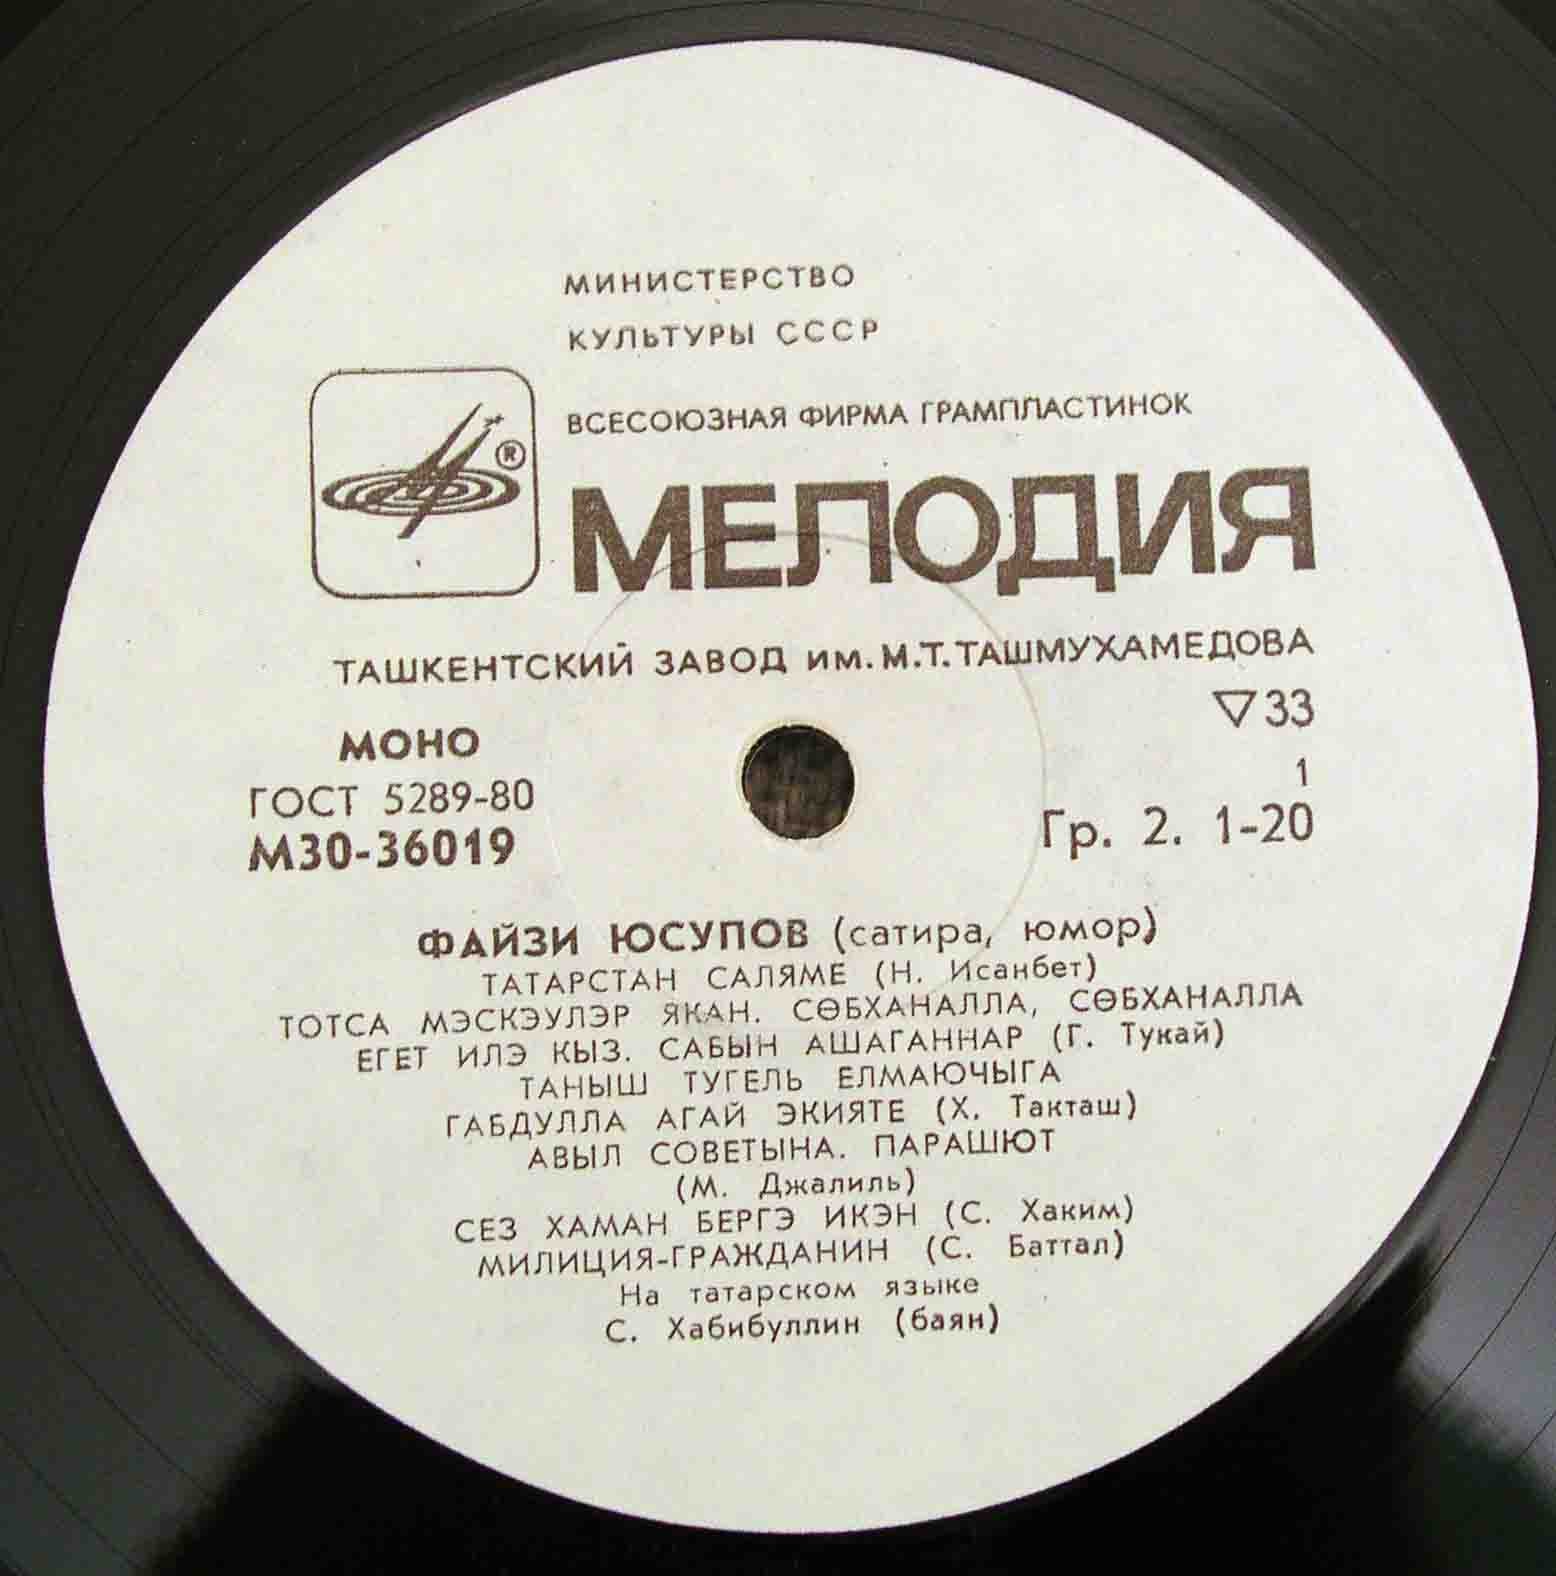 МИНИСТЕРСТВО
КУЛЬТУРЫ СССР
ВСЕСОЮЗНАЯ ФИРМА ГРАМПЛАСТИНОК
®
МЕЛОДИЯ
ТАШКЕНТСКИЙ ЗАВОД ИМ. М.Т. ТАШМУХАМЕДОВА
▽33
МОНО
1
ГОСТ 5289-80
Гр. 2. 1-20
М30-36019
ФАЙЗИ ЮСУПОВ (сатира, юмор)
ТАТАРСТАН САЛЯМЕ (Н. Исанбет)
ТОТСА МЭСКЭУЛЭР ЯКАН. СӨБХАНАЛЛА, СӨБХАНАЛЛА
ЕГЕТ ИЛЭ КЫЗ. САБЫН АШАГАННАР (Г. Тукай)
ТАНЫШ ТУГЕЛЬ ЕЛМАЮЧЫГА
ГАБДУЛЛА АГАЙ ЭКИЯТЕ (Х. Такташ)
АВЫЛ СОВЕТЫНА. ПАРАШЮТ
(М. Джалиль)
СЕЗ ХАМАН БЕРГЭ ИКЭН (С. Хаким)
МИЛИЦИЯ-ГРАЖДАНИН (С. Баттал)
На татарском языке
С. Хабибуллин (баян)